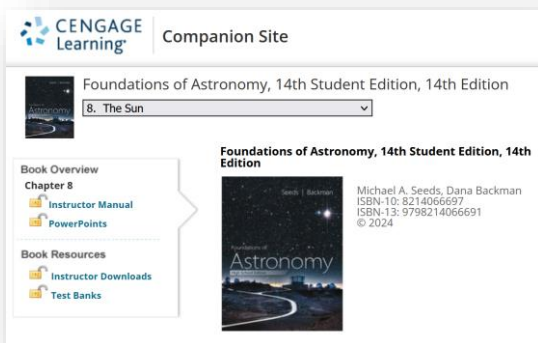 CENGAGE
Learning
Companion Site
Foundations of Astronomy, 14th Student Edition, 14th Edition
8. The Sun
Astronomy
Book Overview
Chapter 8
Instructor Manual
PowerPoints
Book Resources
Instructor Downloads
Test Banks
Foundations of Astronomy, 14th Student Edition, 14th
Edition
Seeds | Backman
Foundations of
Astronomy
Michael A. Seeds, Dana Backman
ISBN-10: 8214066697
ISBN-13: 9798214066691
© 2024